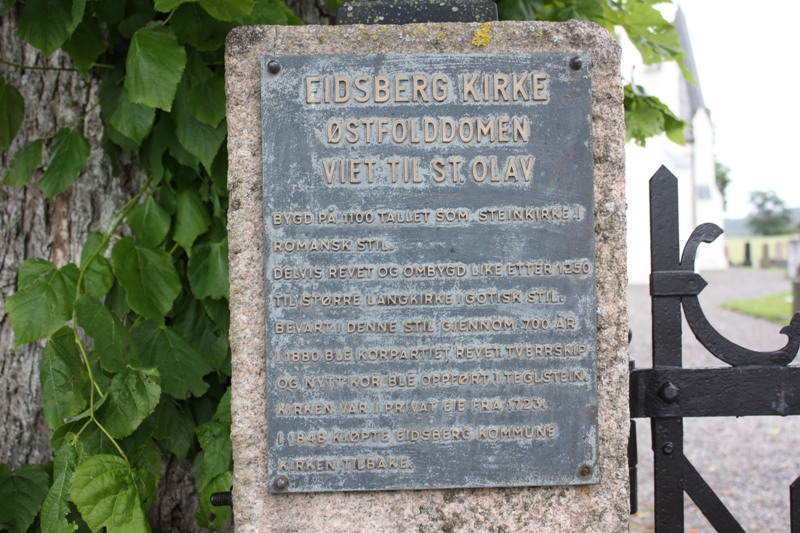 EIDSBERG KIRKE
ØSTFOLDDOMEN
VIET TIL ST. OLAV
BYGD PÅ 1100 TALLET SOM STEINKIRKE I
ROMANSK STIL.
DELVIS REVET OG OMBYGD LIKE ETTER 1250
TIL STØRRE LANGKIRKE I GOTISK STIL.
BEVART I DENNE STIL GJENNOM 700 ÅR.
I 1880 BLE KORPARTIET REVET, TVERRSKIP
OG NYTT KOR BLE OPPFØRT I TEGLSTEIN.
KIRKEN VAR I PRIVAT EIE FRA 1723.
I 1848 KJØPTE EIDSBERG KOMMUNE
KIRKEN TILBAKE.